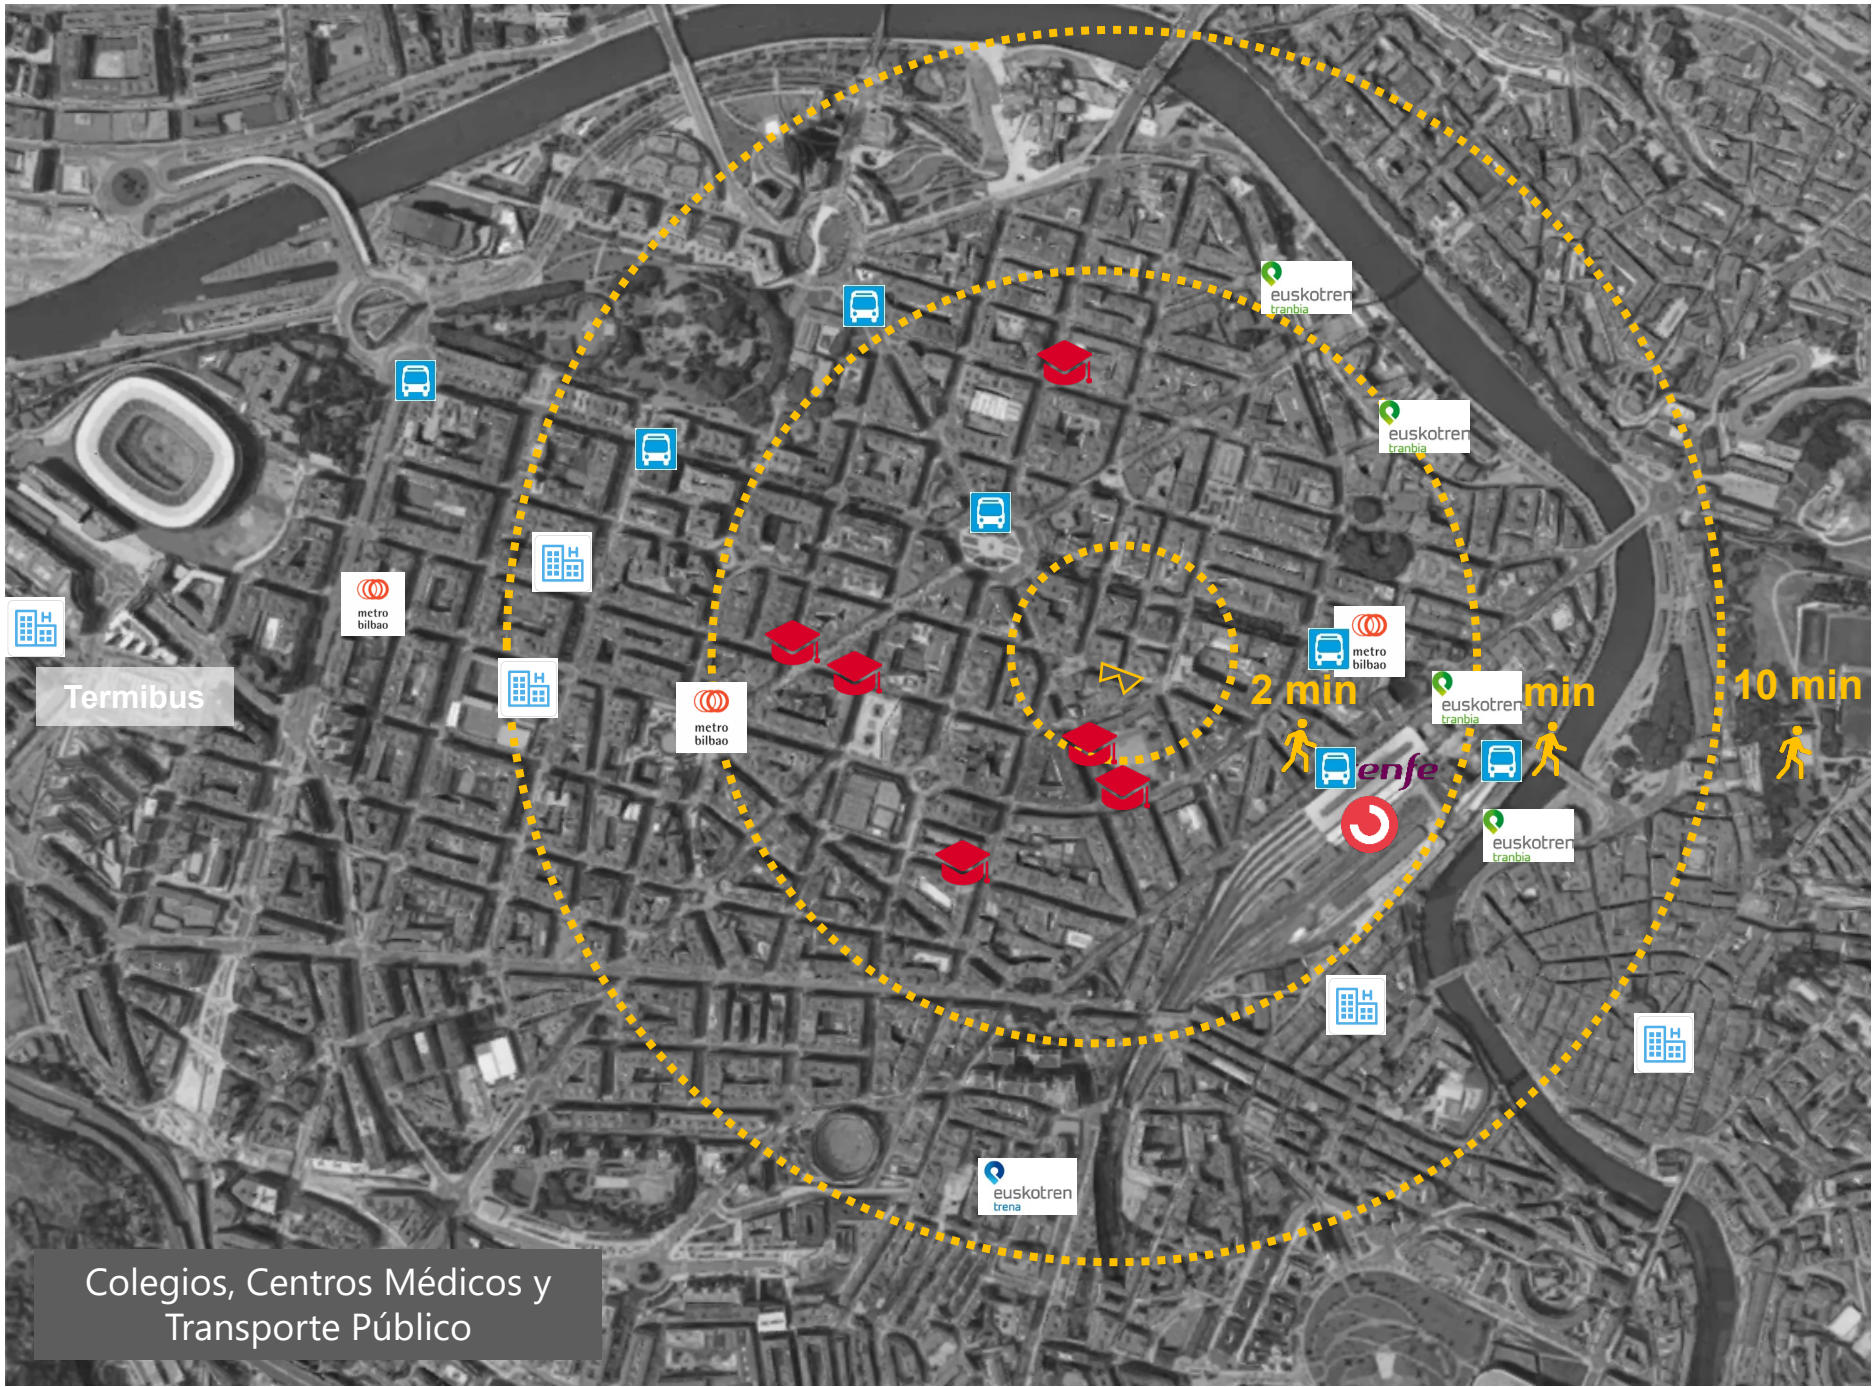 euskotren
tranbia
euskotren
tranbia
H
metro
bilbao
H
metro
bilbao
Termibus
H
metro
bilbao
2 min
euskotren
tranbia
min
10 min
enfe
euskotren
tranbia
H
H
euskotren
trena
Colegios, Centros Médicos y
Transporte Público